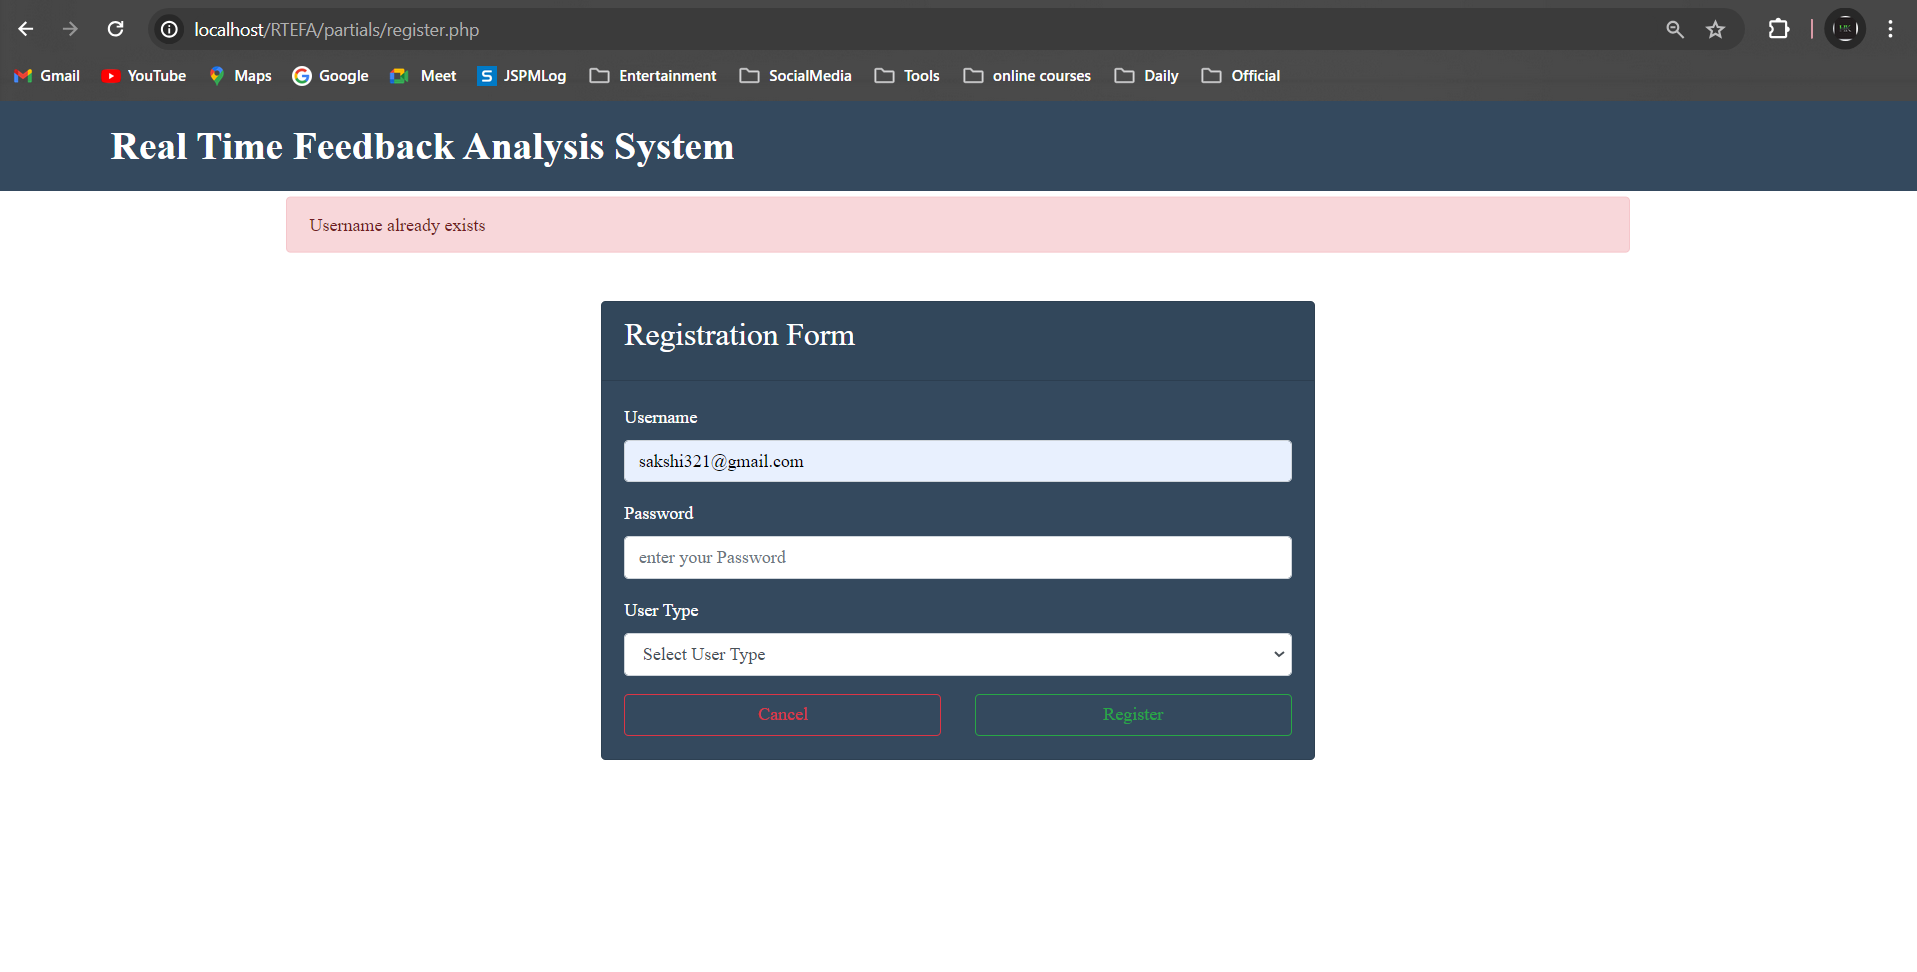 localhost/RTEFA/partials/register.php
Gmail YouTube Maps Google Meet JSPMLog Entertainment SocialMedia Tools online courses Daily Official
Real Time Feedback Analysis System
Username already exists
Registration Form
Username
sakshi321@gmail.com
Password
enter your Password
User Type
Select User Type
Cancel Register